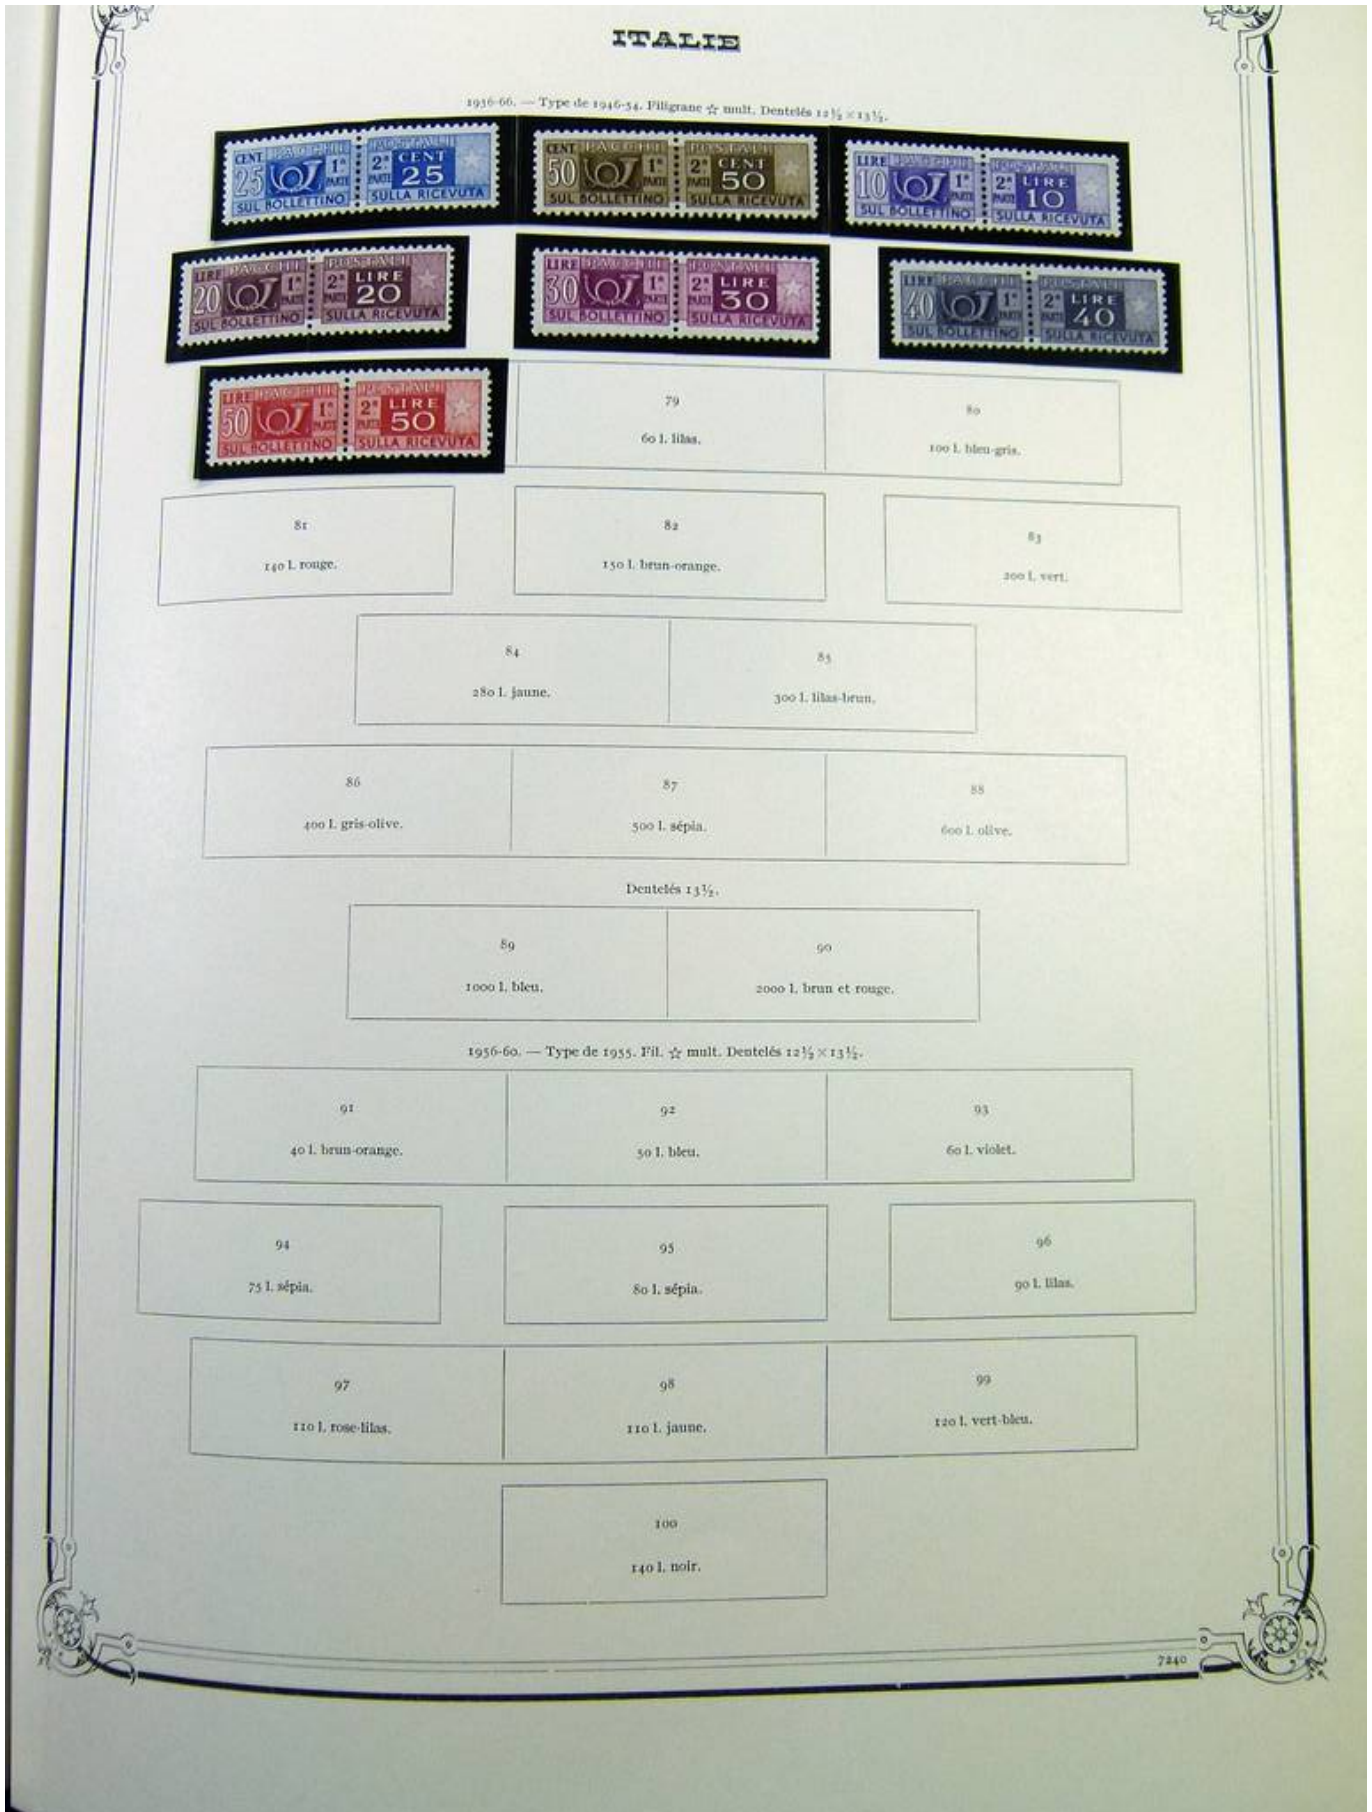 ITALIE
1956-66. — Type de 1946-54. Filigrane ☆ mult. Dentelés 12½×13½.
CENT PACCHI POSTALI
25 1ª PARTE 2ª PARTE CENT 25
SUL BOLLETTINO SULLA RICEVUTA
CENT PACCHI POSTALI
50 1ª PARTE 2ª PARTE CENT 50
SUL BOLLETTINO SULLA RICEVUTA
LIRE PACCHI POSTALI
10 1ª PARTE 2ª PARTE LIRE 10
SUL BOLLETTINO SULLA RICEVUTA
LIRE PACCHI POSTALI
20 1ª PARTE 2ª PARTE LIRE 20
SUL BOLLETTINO SULLA RICEVUTA
LIRE PACCHI POSTALI
30 1ª PARTE 2ª PARTE LIRE 30
SUL BOLLETTINO SULLA RICEVUTA
LIRE PACCHI POSTALI
40 1ª PARTE 2ª PARTE LIRE 40
SUL BOLLETTINO SULLA RICEVUTA
LIRE PACCHI POSTALI
50 1ª PARTE 2ª PARTE LIRE 50
SUL BOLLETTINO SULLA RICEVUTA
79
60 l. lilas.
80
100 l. bleu-gris.
81
140 l. rouge.
82
150 l. brun-orange.
83
200 l. vert.
84
280 l. jaune.
85
300 l. lilas-brun.
86
400 l. gris-olive.
87
500 l. sépia.
88
600 l. olive.
Dentelés 13½.
89
1000 l. bleu.
90
2000 l. brun et rouge.
1956-60. — Type de 1955. Fil. ☆ mult. Dentelés 12½×13½.
91
40 l. brun-orange.
92
50 l. bleu.
93
60 l. violet.
94
75 l. sépia.
95
80 l. sépia.
96
90 l. lilas.
97
110 l. rose-lilas.
98
110 l. jaune.
99
120 l. vert-bleu.
100
140 l. noir.
7240